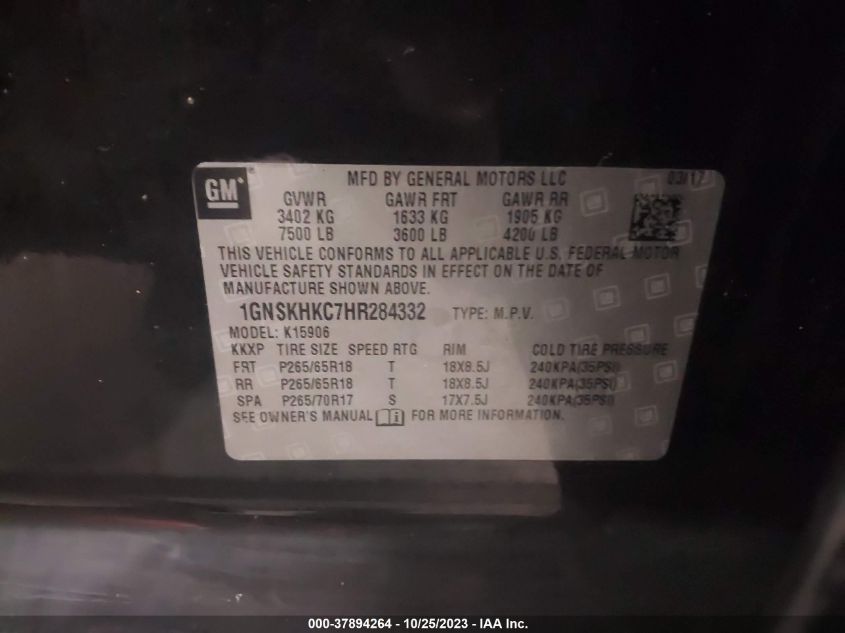 GM
MFD BY GENERAL MOTORS LLC 03/17
GVWR GAWR FRT GAWR RR
3402 KG 1633 KG 1905 KG
7500 LB 3600 LB 4200 LB
THIS VEHICLE CONFORMS TO ALL APPLICABLE U.S. FEDERAL MOTOR
VEHICLE SAFETY STANDARDS IN EFFECT ON THE DATE OF
MANUFACTURE SHOWN ABOVE.
1GNSKHKC7HR284332 TYPE: M.P.V.
MODEL: K15906
KKXP TIRE SIZE SPEED RTG RIM COLD TIRE PRESSURE
FRT P265/65R18 T 18X8.5J 240KPA(35PSI)
RR P265/65R18 T 18X8.5J 240KPA(35PSI)
SPA P265/70R17 S 17X7.5J 240KPA(35PSI)
SEE OWNER'S MANUAL FOR MORE INFORMATION.
000-37894264 - 10/25/2023 - IAA Inc.